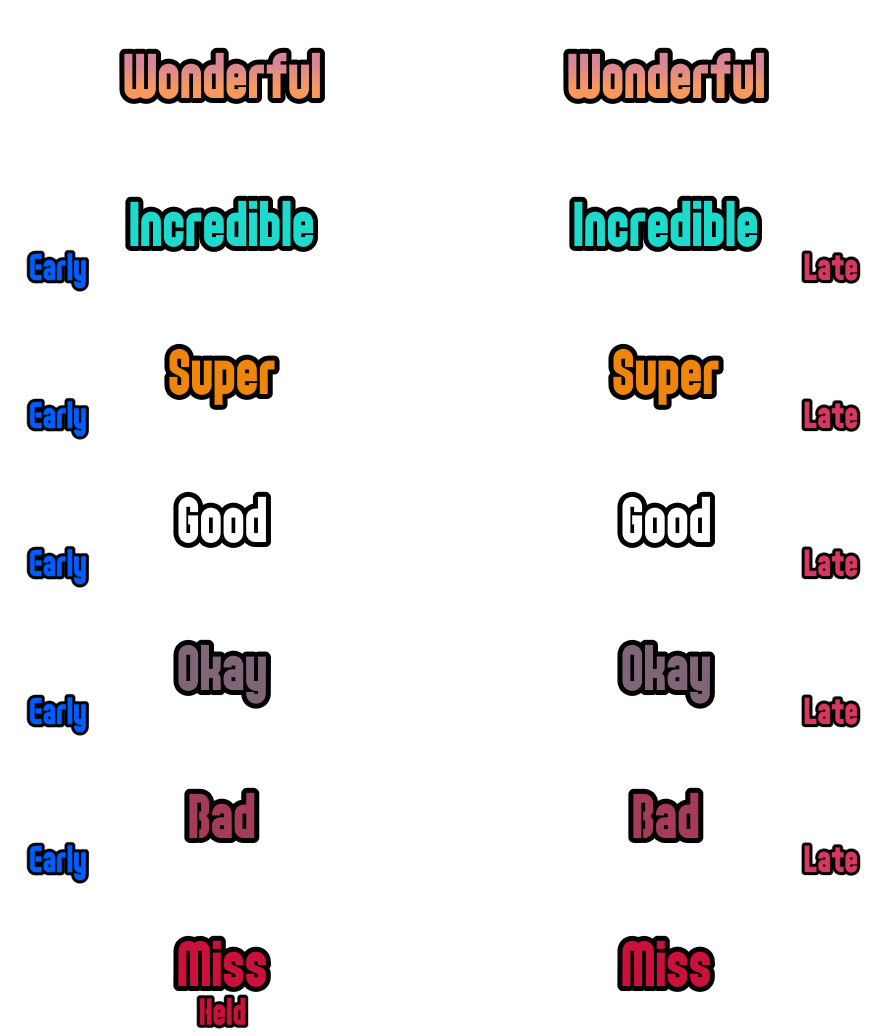 Wonderful Wonderful
Incredible Incredible
Early Late
Super Super
Early Late
Good Good
Early Late
Okay Okay
Early Late
Bad Bad
Early Late
Miss Miss
Held